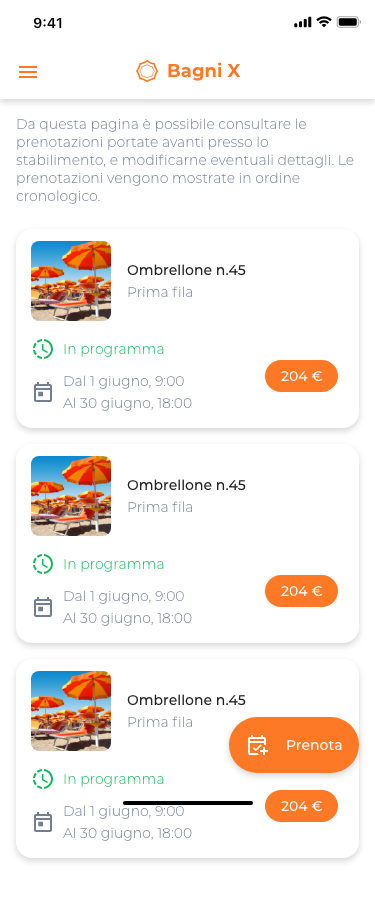 9:41
Bagni X
Da questa pagina è possibile consultare le
prenotazioni portate avanti presso lo
stabilimento, e modificarne eventuali dettagli. Le
prenotazioni vengono mostrate in ordine
cronologico.
Ombrellone n.45
Prima fila
In programma
Dal 1 giugno, 9:00
Al 30 giugno, 18:00
204 €
Ombrellone n.45
Prima fila
In programma
Dal 1 giugno, 9:00
Al 30 giugno, 18:00
204 €
Ombrellone n.45
Prima fila
Prenota
In programma
Dal 1 giugno, 9:00
Al 30 giugno, 18:00
204 €